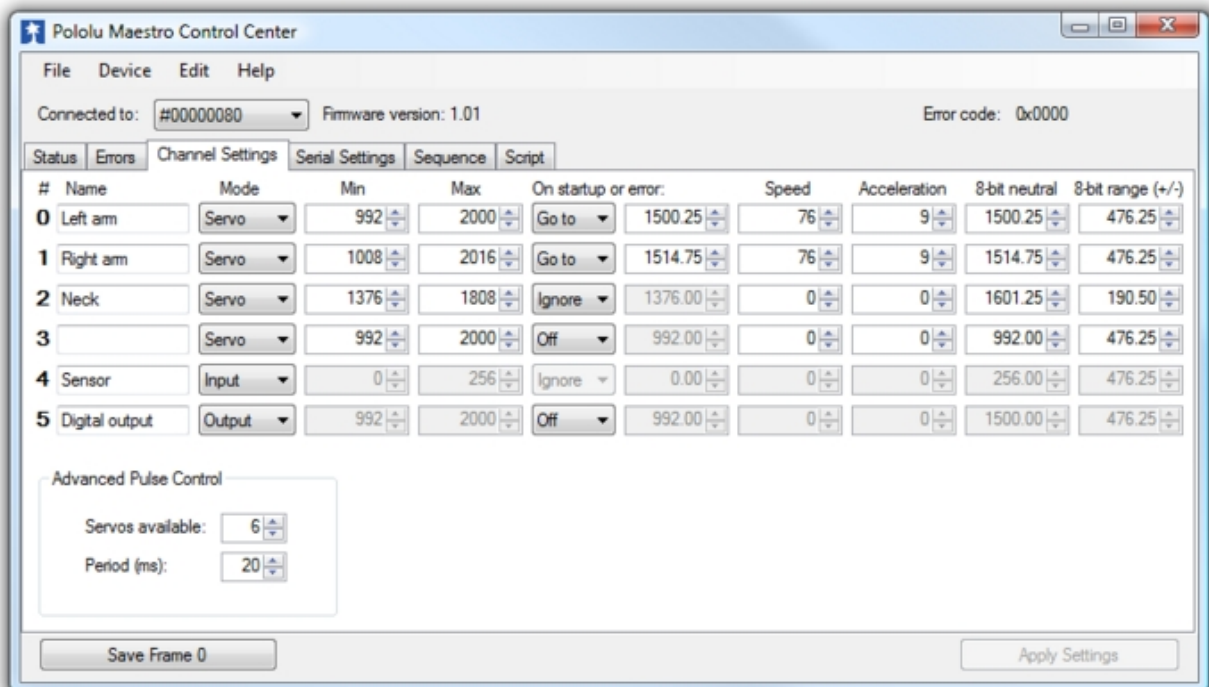 Pololu Maestro Control Center
File Device Edit Help
Connected to: #00000080 Firmware version: 1.01 Error code: 0x0000
Status Errors Channel Settings Serial Settings Sequence Script
# Name Mode Min Max On startup or error: Speed Acceleration 8-bit neutral 8-bit range (+/-)
0 Left arm Servo 992 2000 Go to 1500.25 76 9 1500.25 476.25
1 Right arm Servo 1008 2016 Go to 1514.75 76 9 1514.75 476.25
2 Neck Servo 1376 1808 Ignore 1376.00 0 0 1601.25 190.50
3 Servo 992 2000 Off 992.00 0 0 992.00 476.25
4 Sensor Input 0 256 Ignore 0.00 0 0 256.00 476.25
5 Digital output Output 992 2000 Off 992.00 0 0 1500.00 476.25
Advanced Pulse Control
Servos available: 6
Period (ms): 20
Save Frame 0 Apply Settings